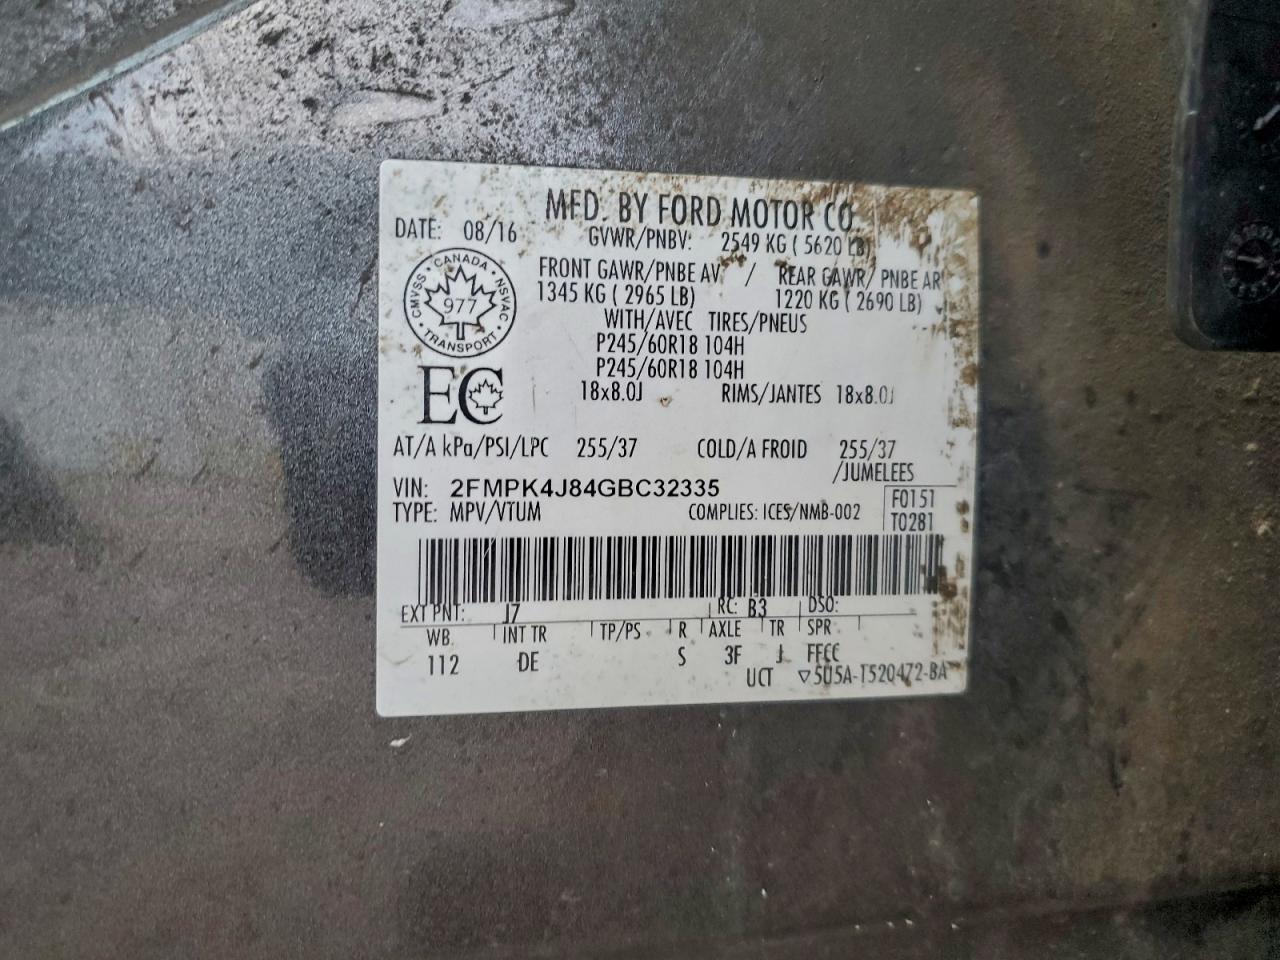 MFD. BY FORD MOTOR CO
DATE: 08/16 GVWR/PNBV: 2549 KG ( 5620 LB)
CMVSS · CANADA · NSVAC · TRANSPORT ·
977
FRONT GAWR/PNBE AV / REAR GAWR/ PNBE AR
1345 KG ( 2965 LB) 1220 KG ( 2690 LB)
WITH/AVEC TIRES/PNEUS
P245/60R18 104H
P245/60R18 104H
EC
18x8.0J RIMS/JANTES 18x8.0J
AT/A kPa/PSI/LPC 255/37 COLD/A FROID 255/37
/JUMELEES
VIN: 2FMPK4J84GBC32335
TYPE: MPV/VTUM COMPLIES: ICES/NMB-002
F0151
T0281
EXT PNT: J7 RC: B3 DSO:
WB INT TR TP/PS R AXLE TR SPR
112 DE S 3F J FFCC
UCT ▽5U5A-1520472-BA